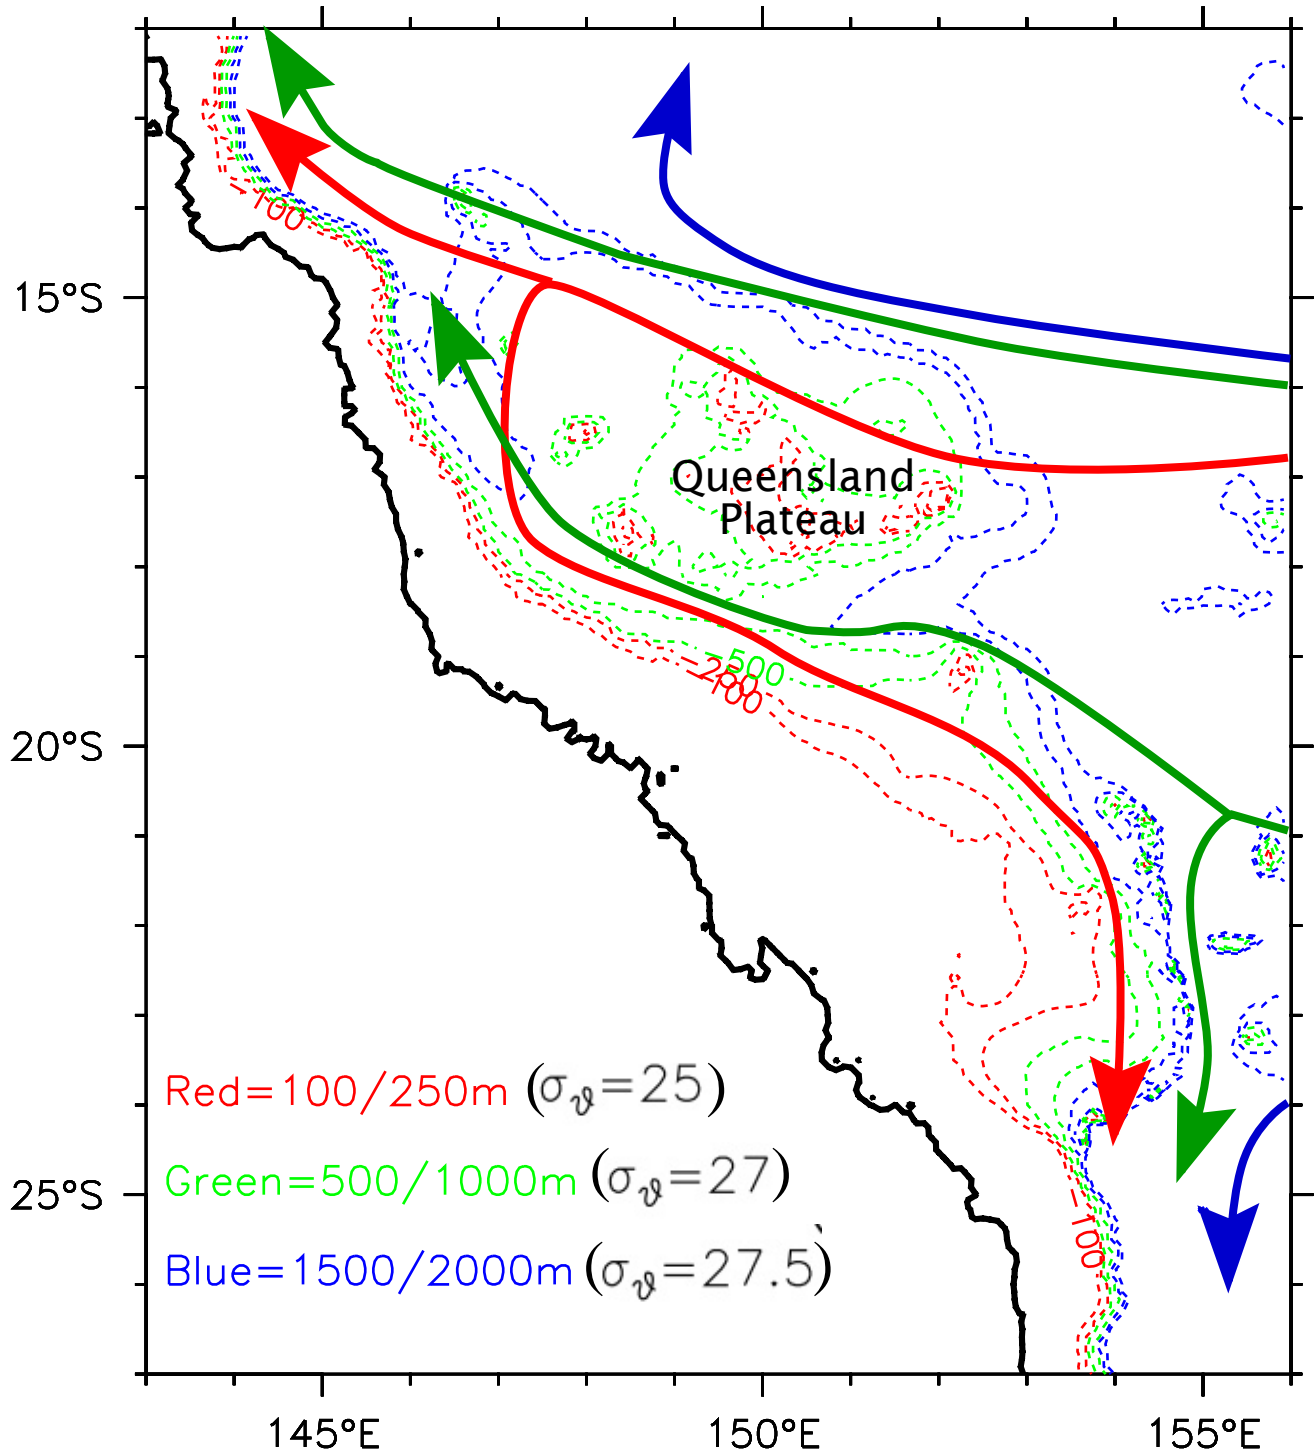 -100
15°S
Queensland
Plateau
-500
-250
-100
20°S
Red=100/250m (σϑ=25)
Green=500/1000m (σϑ=27)
25°S
-100
Blue=1500/2000m (σϑ=27.5)
145°E
150°E
155°E